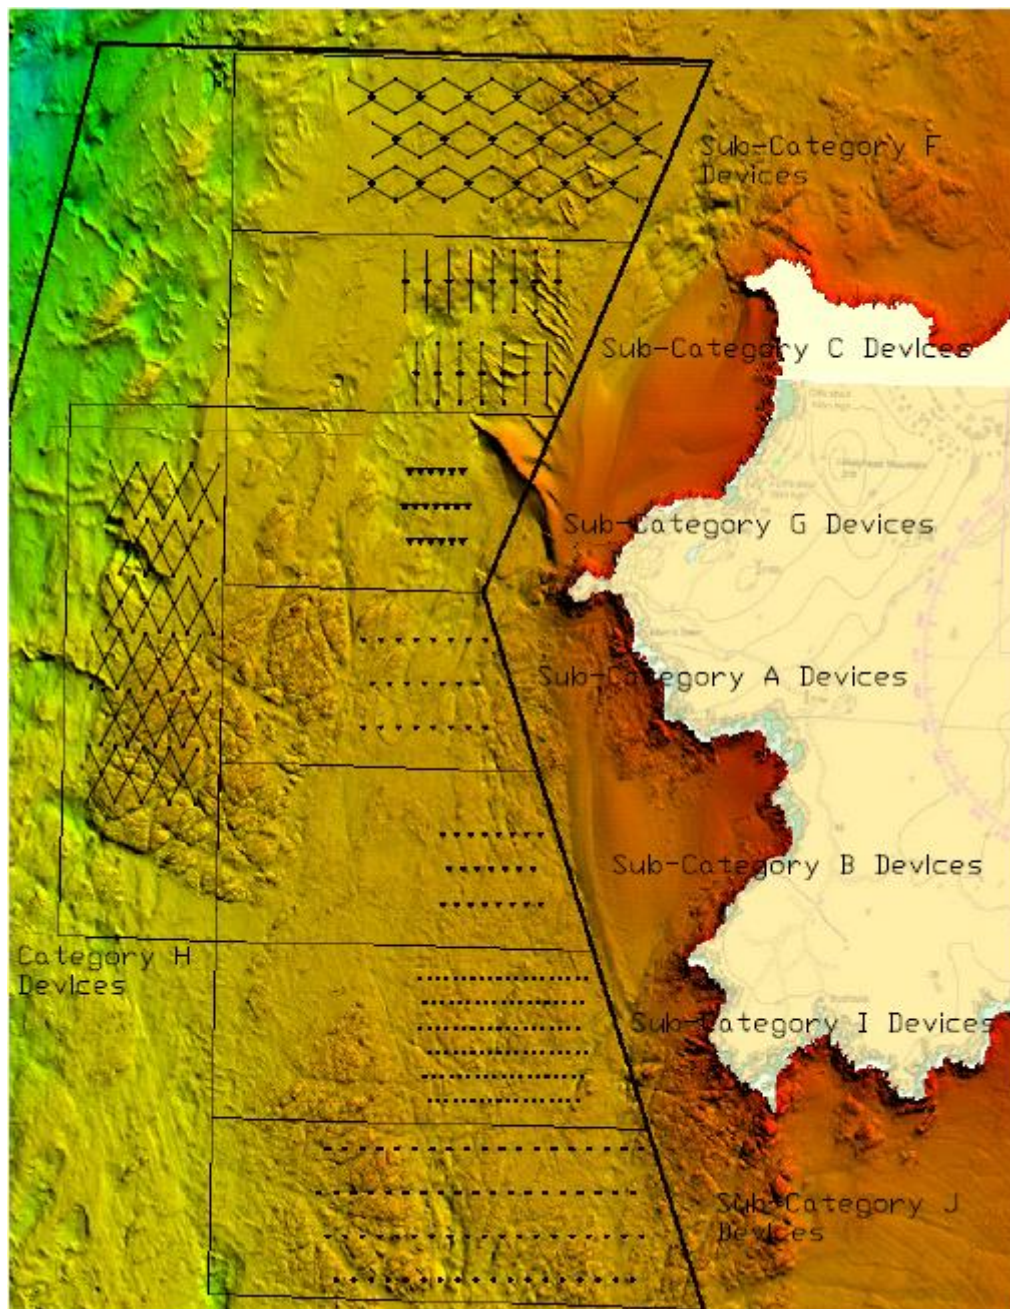 Sub-Category F
Devices
Sub-Category C Devices
Sub-Category G Devices
Sub-Category A Devices
Sub-Category B Devices
Category H
Devices
Sub-Category I Devices
Sub-Category J
Devices